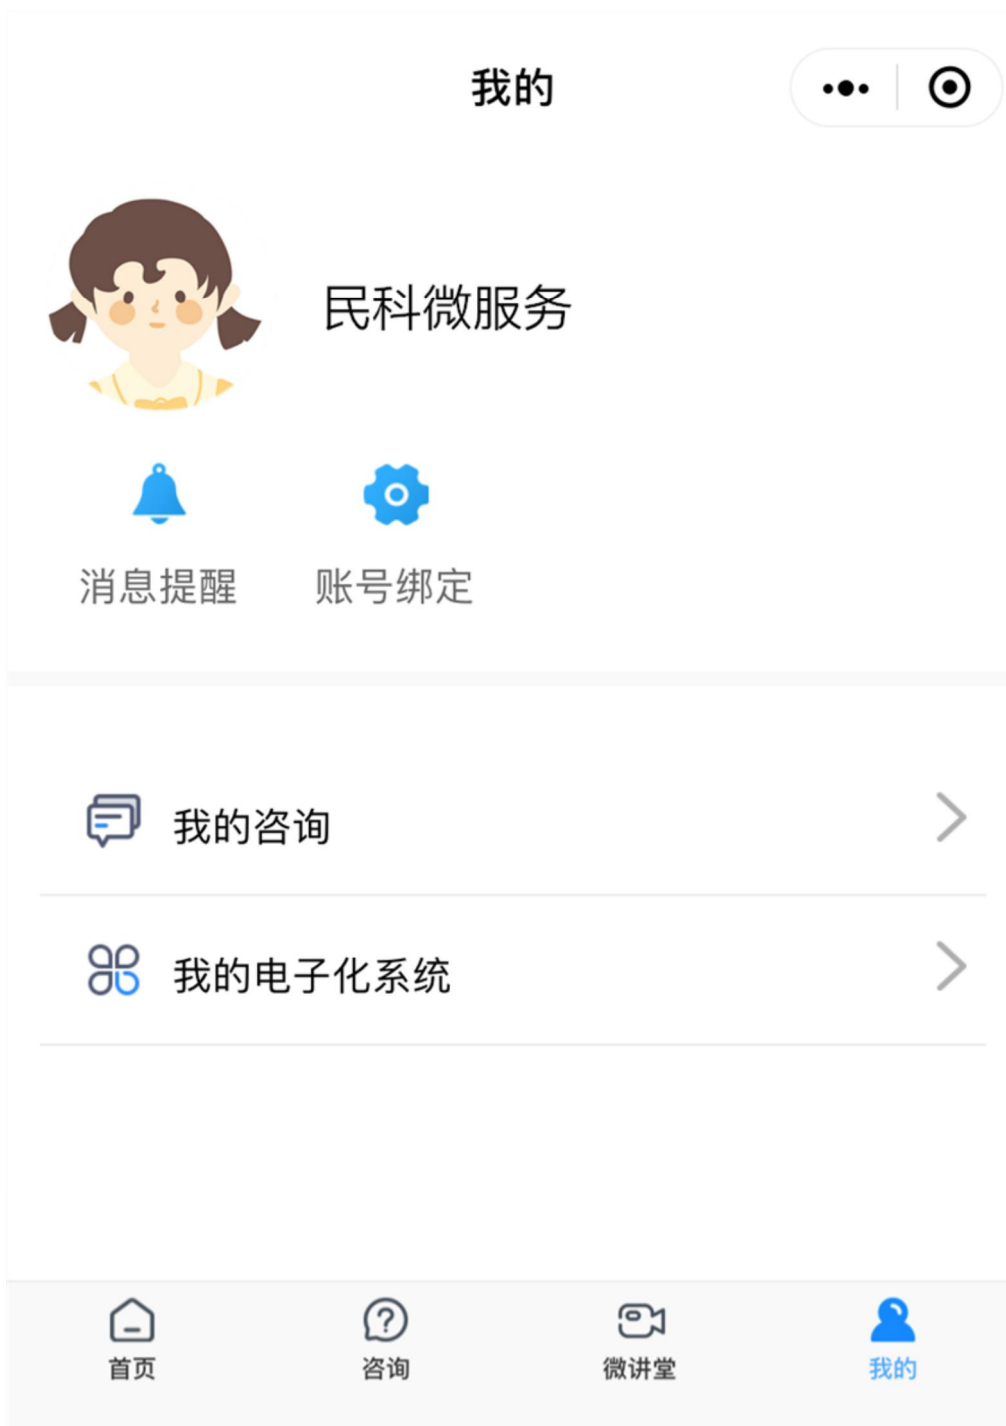 我的
民科微服务
消息提醒 账号绑定
我的咨询
我的电子化系统
首页 咨询 微讲堂 我的